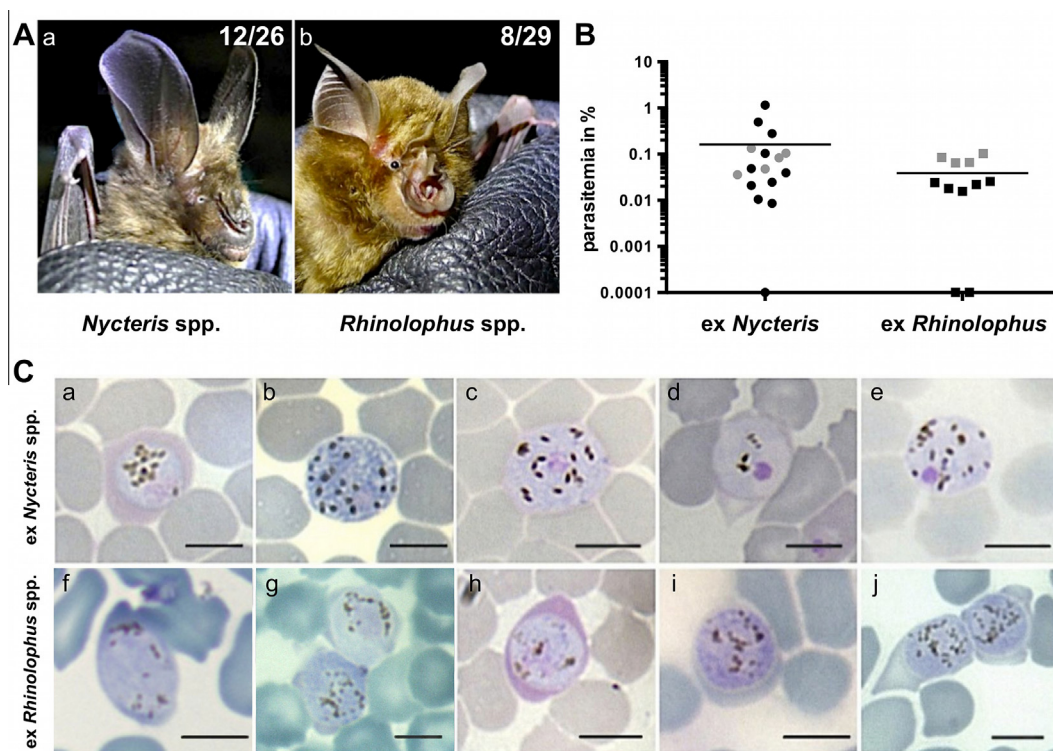 A
a
12/26
b
8/29
Nycteris spp.
Rhinolophus spp.
B
parasitemia in %
10
1
0.1
0.01
0.001
0.0001
ex Nycteris
ex Rhinolophus
C
ex Nycteris spp.
a
b
c
d
e
ex Rhinolophus spp.
f
g
h
i
j